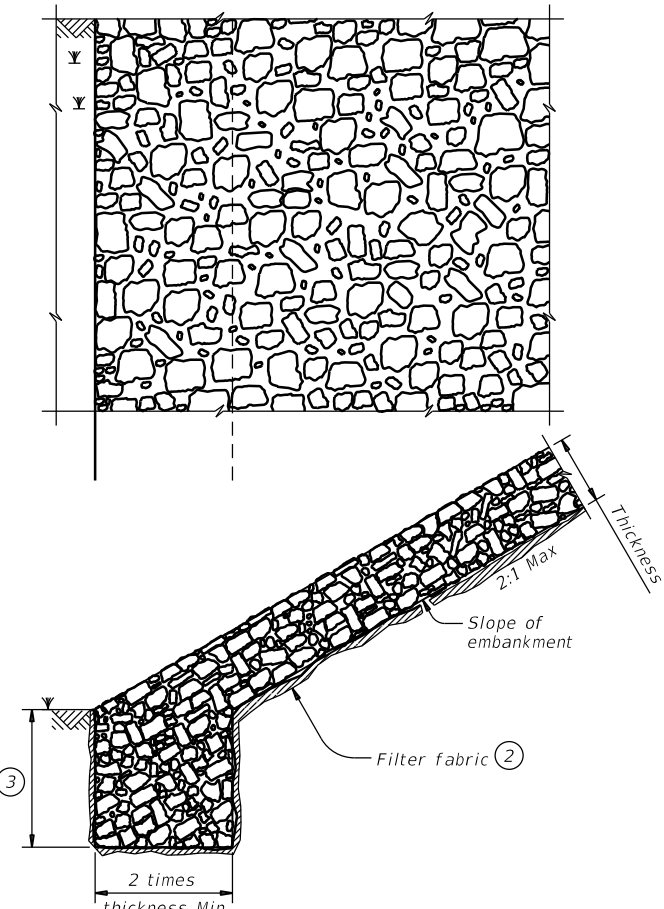 Thickness
2:1 Max
Slope of
embankment
Filter fabric 2
3
2 times
thickness Min